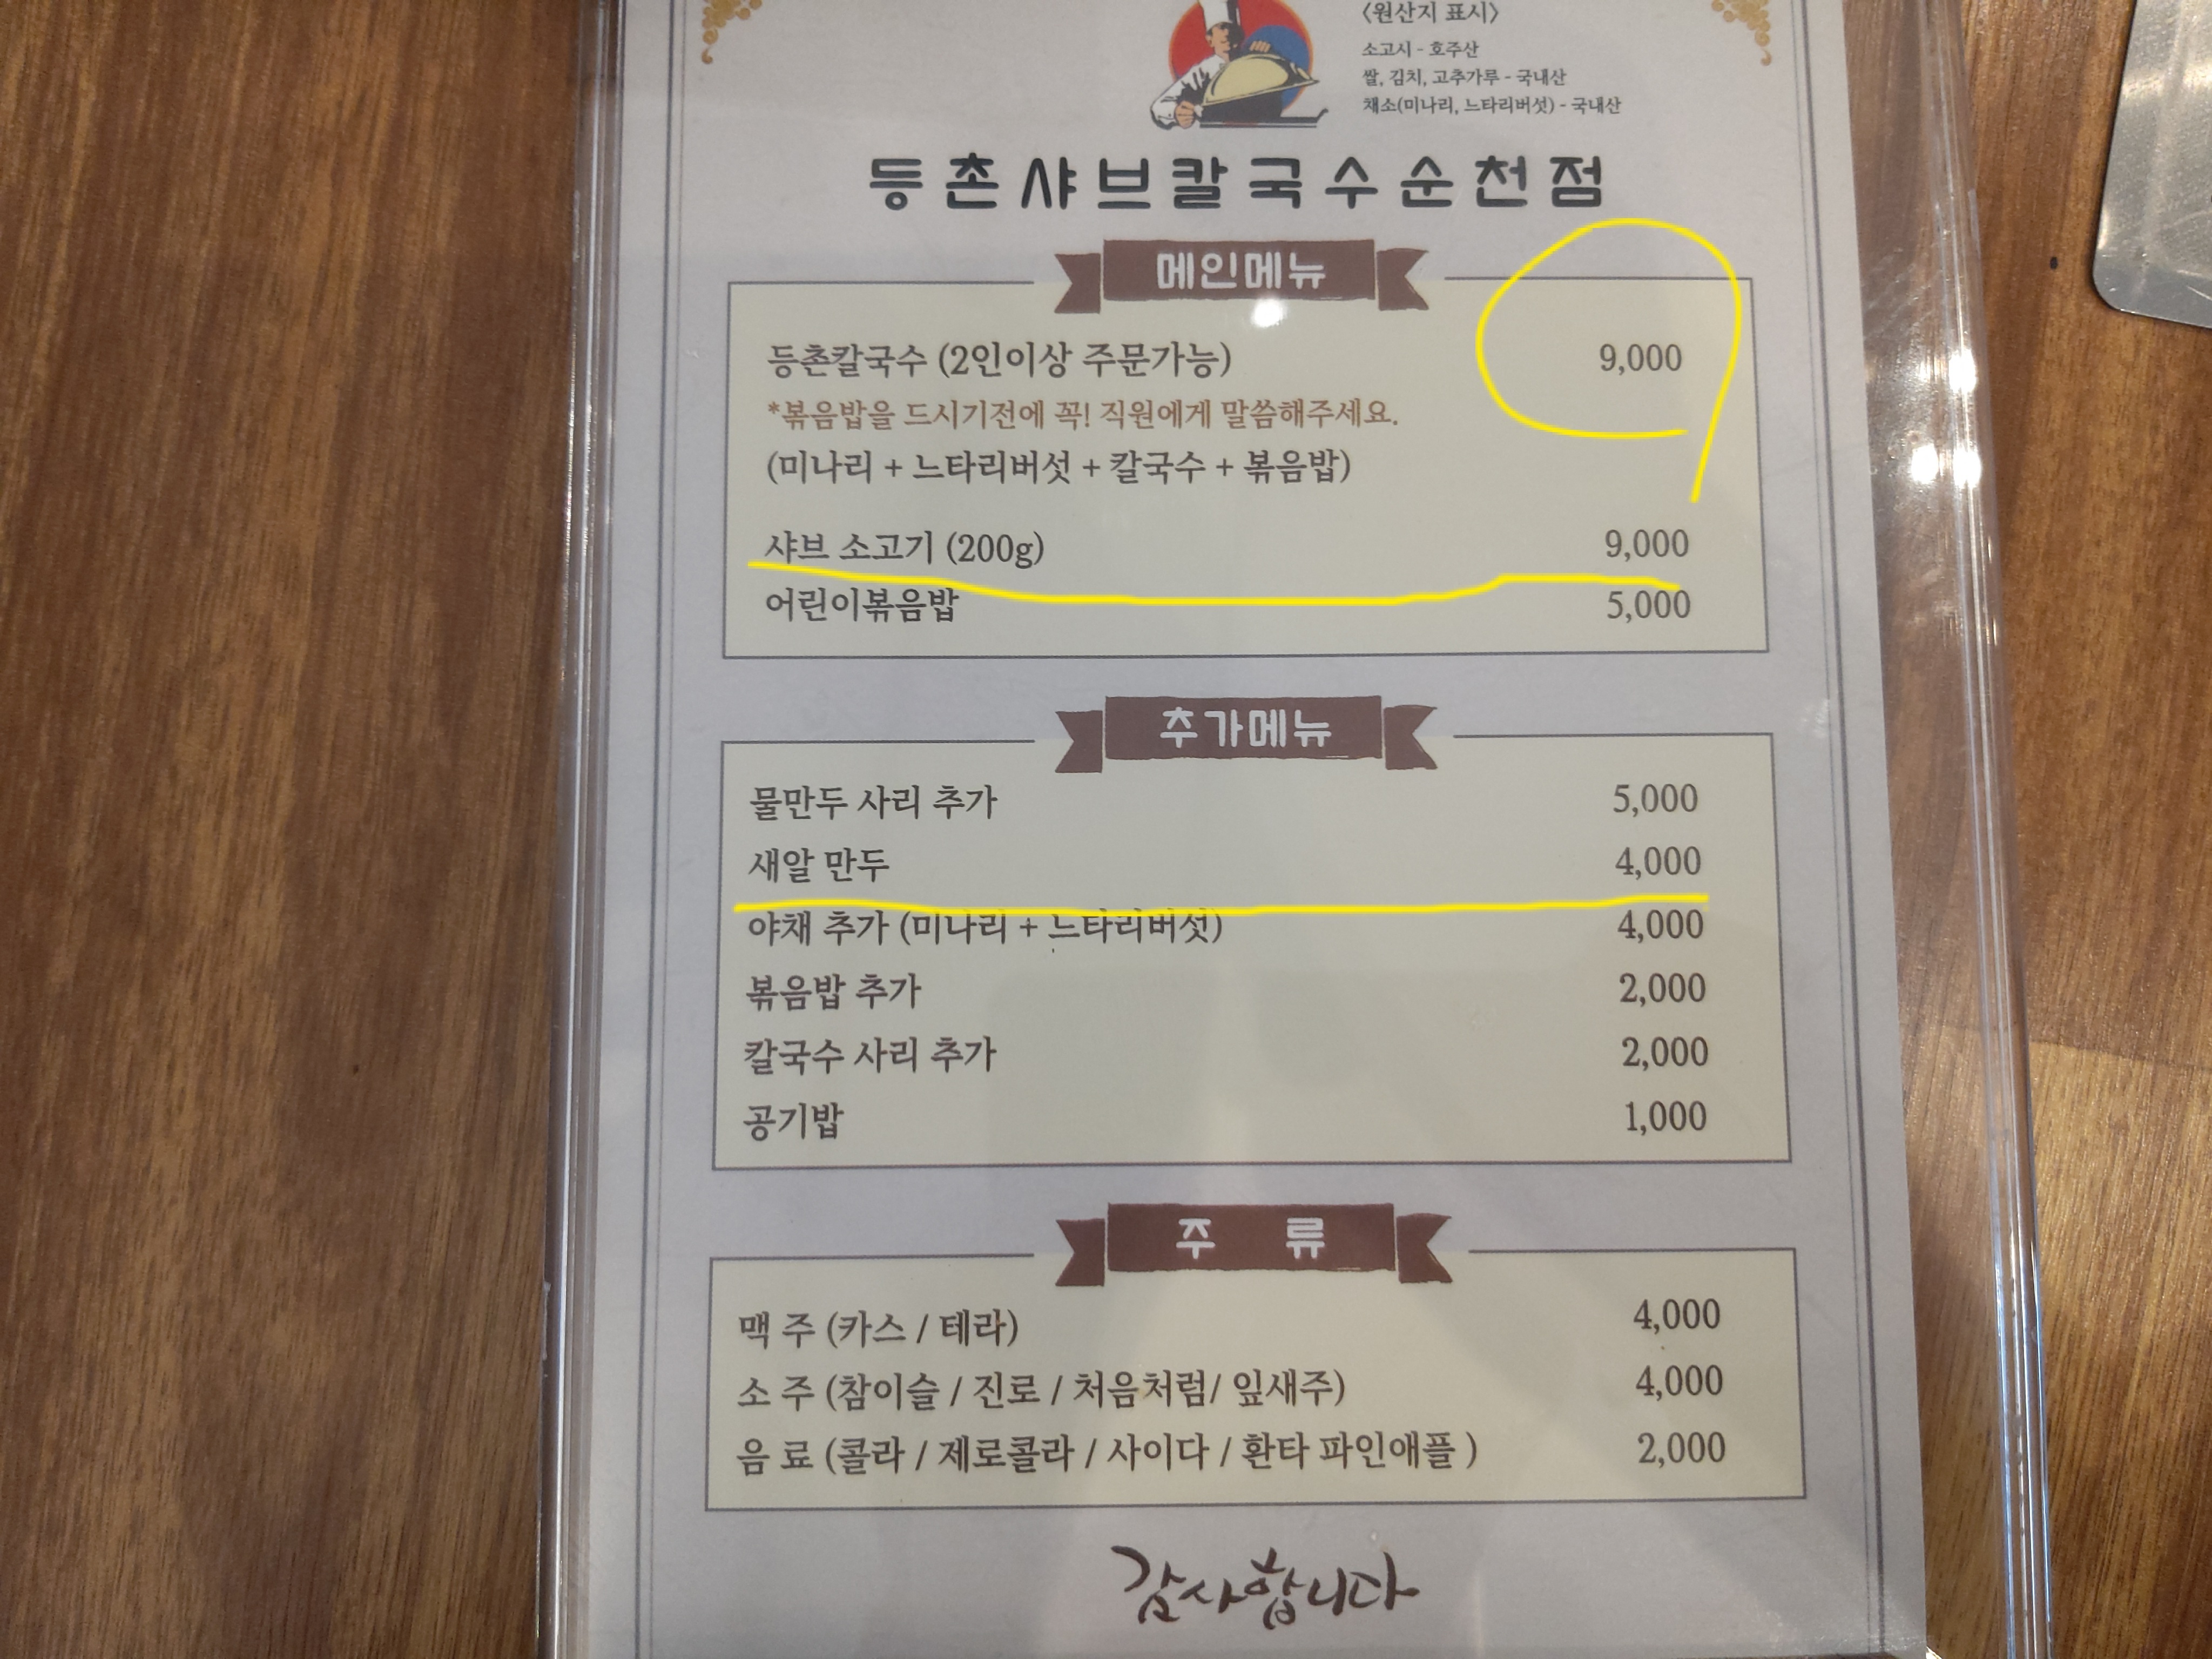 <원산지 표시>
소고시 - 호주산
쌀, 김치, 고추가루 - 국내산
채소(미나리, 느타리버섯) - 국내산
등촌샤브칼국수순천점
메인메뉴
등촌칼국수 (2인이상 주문가능) 9,000
*볶음밥을 드시기전에 꼭! 직원에게 말씀해주세요.
(미나리 + 느타리버섯 + 칼국수 + 볶음밥)
샤브 소고기 (200g) 9,000
어린이볶음밥 5,000
추가메뉴
물만두 사리 추가 5,000
새알 만두 4,000
야채 추가 (미나리 + 느타리버섯) 4,000
볶음밥 추가 2,000
칼국수 사리 추가 2,000
공기밥 1,000
주 류
맥 주 (카스 / 테라) 4,000
소 주 (참이슬 / 진로 / 처음처럼/ 잎새주) 4,000
음 료 (콜라 / 제로콜라 / 사이다 / 환타 파인애플 ) 2,000
감사합니다